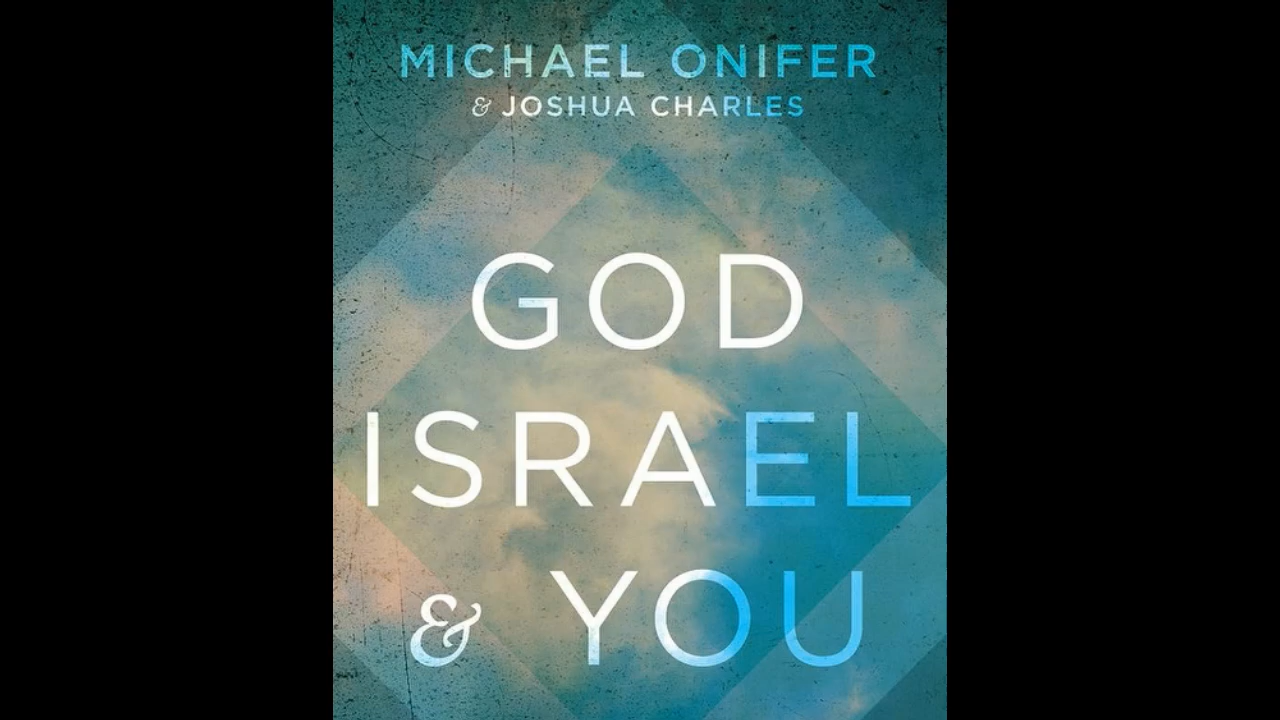 MICHAEL ONIFER
& JOSHUA CHARLES
GOD
ISRAEL
& YOU